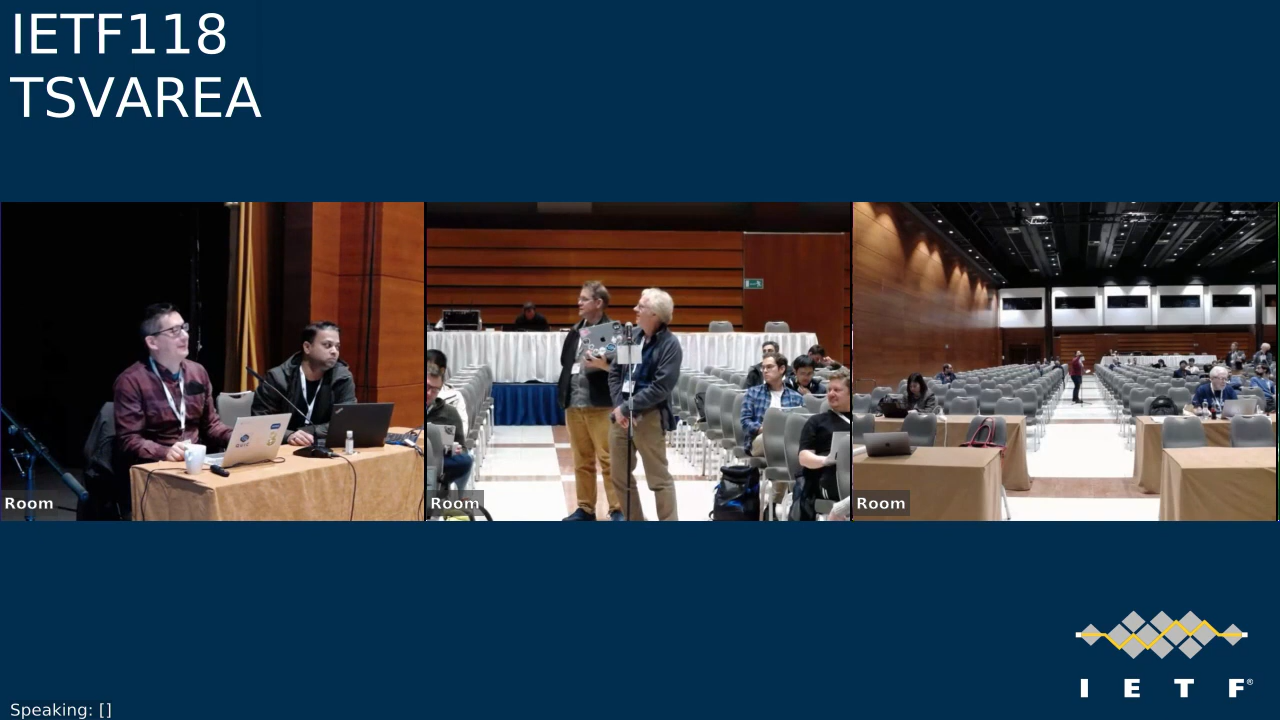 IETF118
TSVAREA
Room
Room
Room
I E T F®
Speaking: []